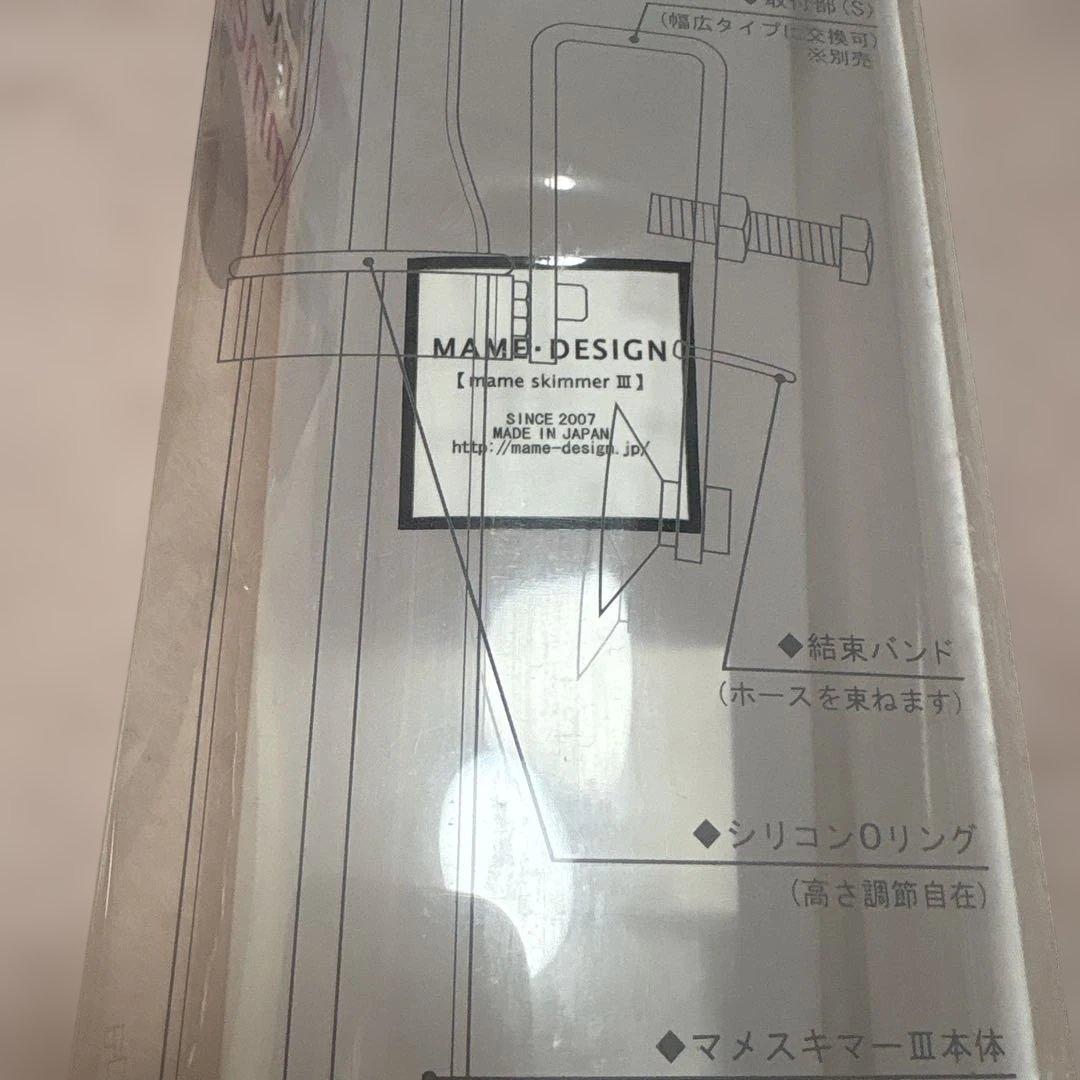 ◆取付部(S)
(幅広タイプに交換可)
※別売
MAME・DESIGN
【mame skimmer Ⅲ】
SINCE 2007
MADE IN JAPAN
http://mame-design.jp/
◆結束バンド
(ホースを束ねます)
◆シリコンOリング
(高さ調節自在)
◆マメスキマーⅢ本体